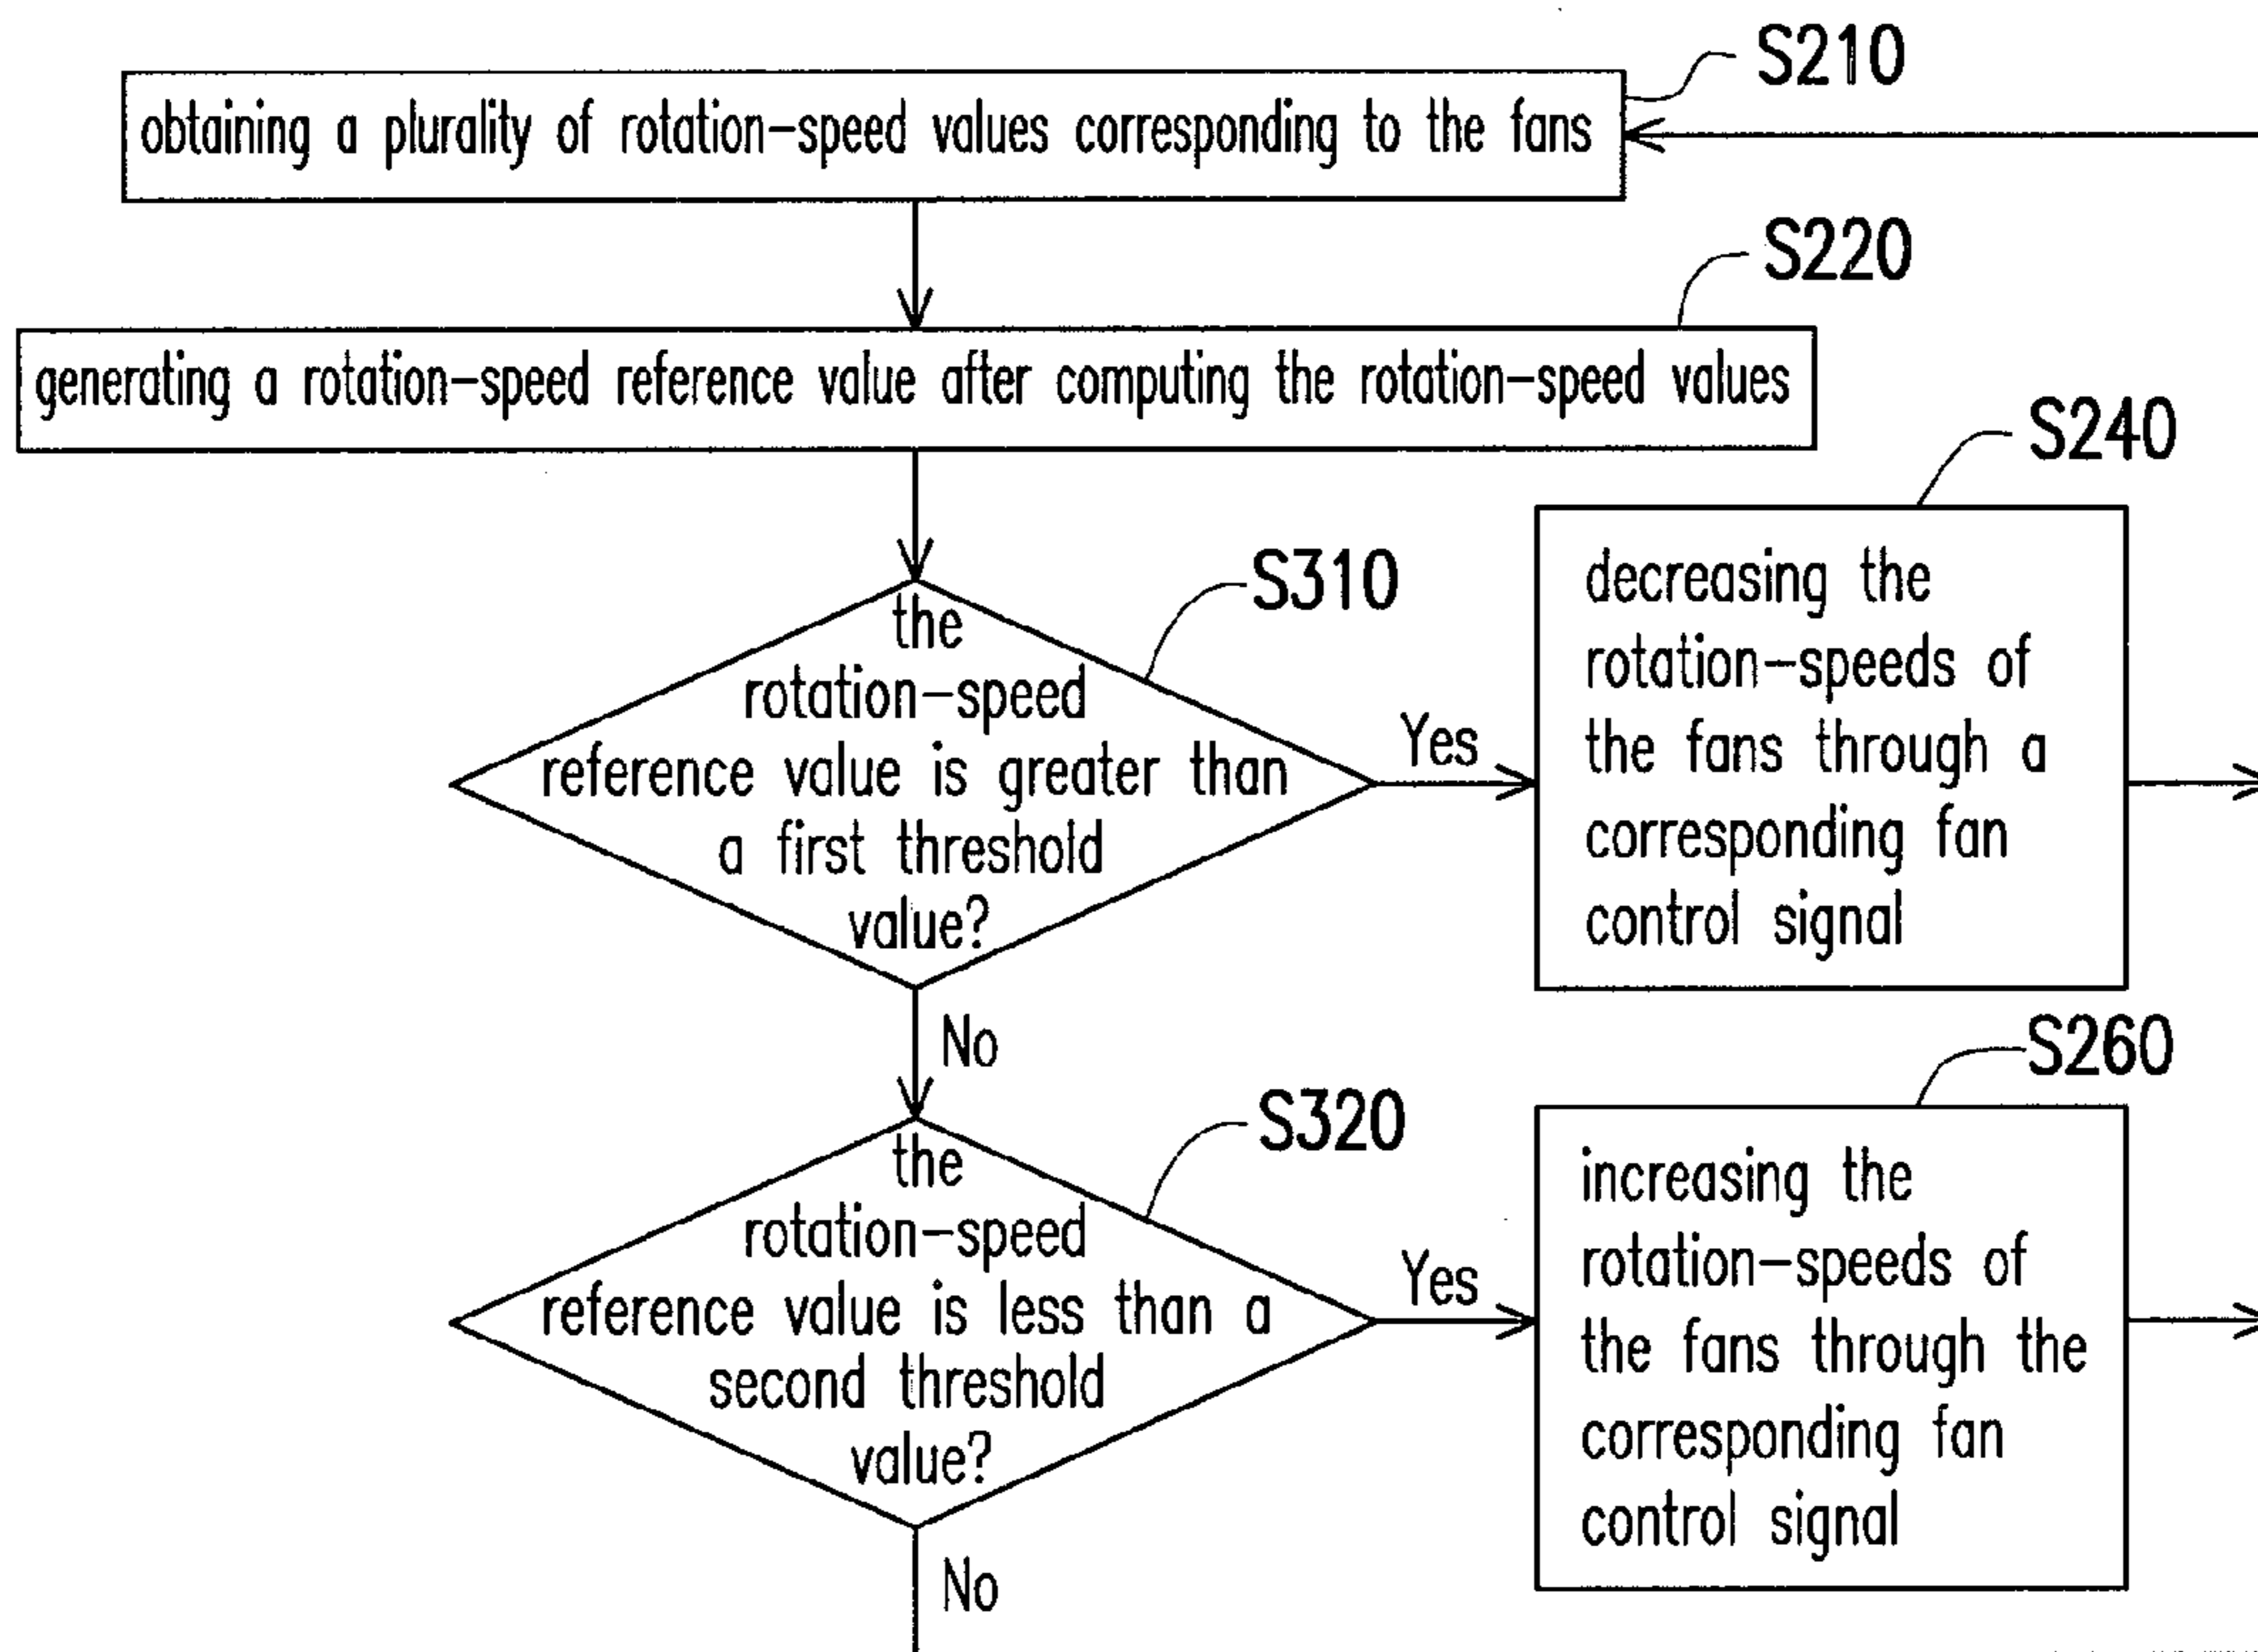 S210
obtaining a plurality of rotation-speed values corresponding to the fans
S220
generating a rotation-speed reference value after computing the rotation-speed values
S240
decreasing the
rotation-speeds of
the fans through a
corresponding fan
control signal
S310
the
rotation-speed
reference value is greater than
a first threshold
value?
Yes
No
S260
increasing the
rotation-speeds of
the fans through the
corresponding fan
control signal
S320
the
rotation-speed
reference value is less than a
second threshold
value?
Yes
No